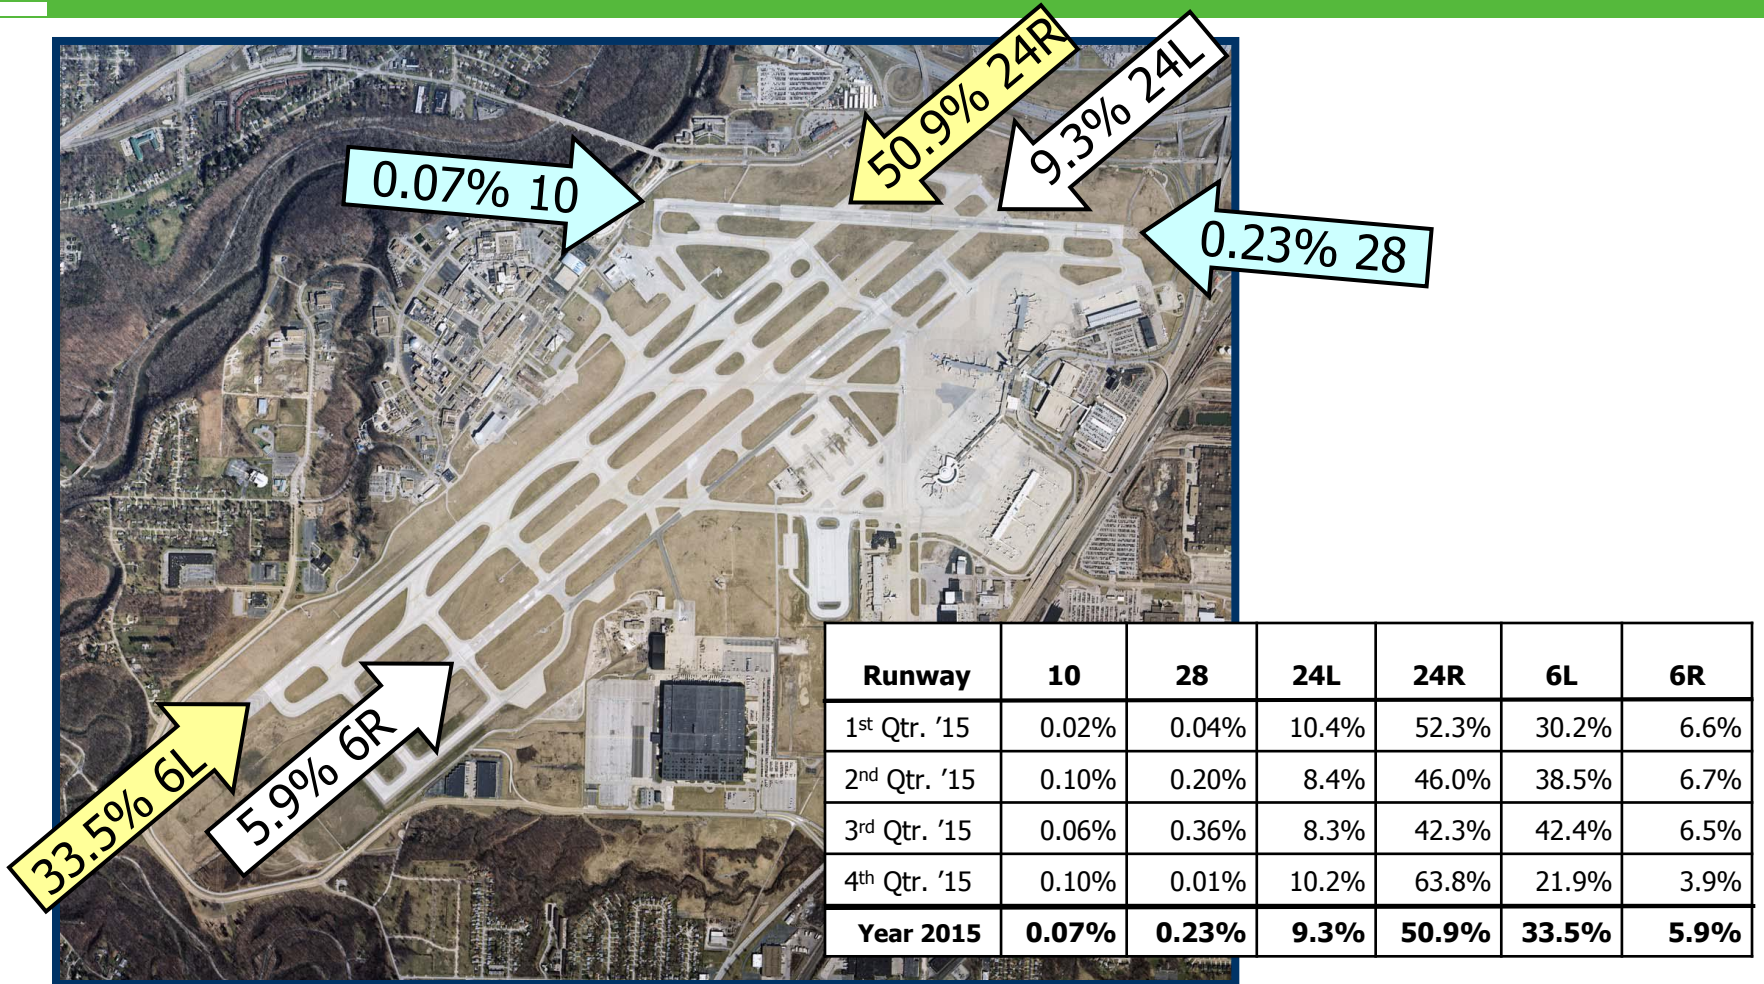 50.9% 24R
9.3% 24L
0.07% 10
0.23% 28
33.5% 6L
5.9% 6R
Runway 10 28 24L 24R 6L 6R
1st Qtr. ’15 0.02% 0.04% 10.4% 52.3% 30.2% 6.6%
2nd Qtr. ’15 0.10% 0.20% 8.4% 46.0% 38.5% 6.7%
3rd Qtr. ’15 0.06% 0.36% 8.3% 42.3% 42.4% 6.5%
4th Qtr. ’15 0.10% 0.01% 10.2% 63.8% 21.9% 3.9%
Year 2015 0.07% 0.23% 9.3% 50.9% 33.5% 5.9%